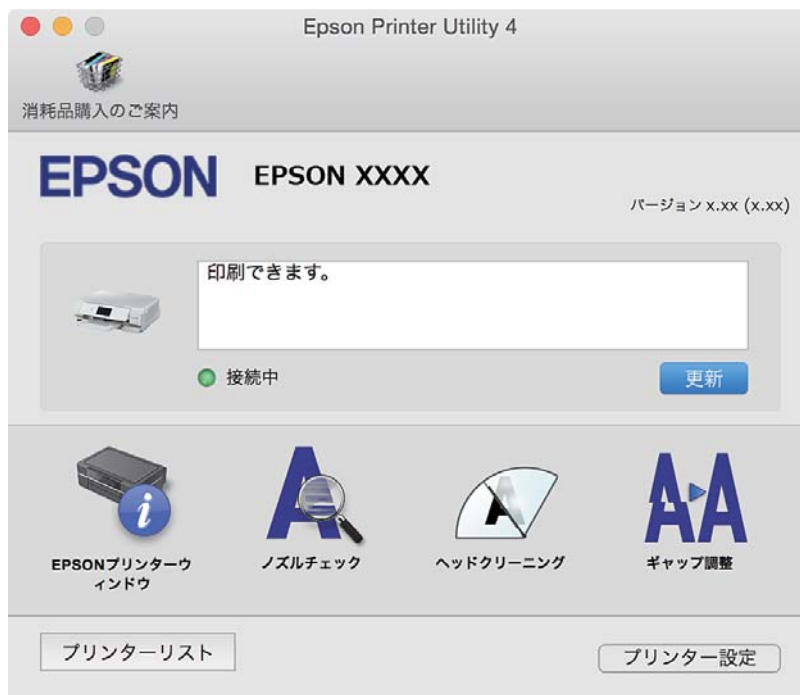 Epson Printer Utility 4
消耗品購入のご案内
EPSON
EPSON XXXX
バージョン x.xx (x.xx)
印刷できます。
接続中
更新
EPSONプリンターウ
ィンドウ
ノズルチェック
ヘッドクリーニング
ギャップ調整
プリンターリスト
プリンター設定